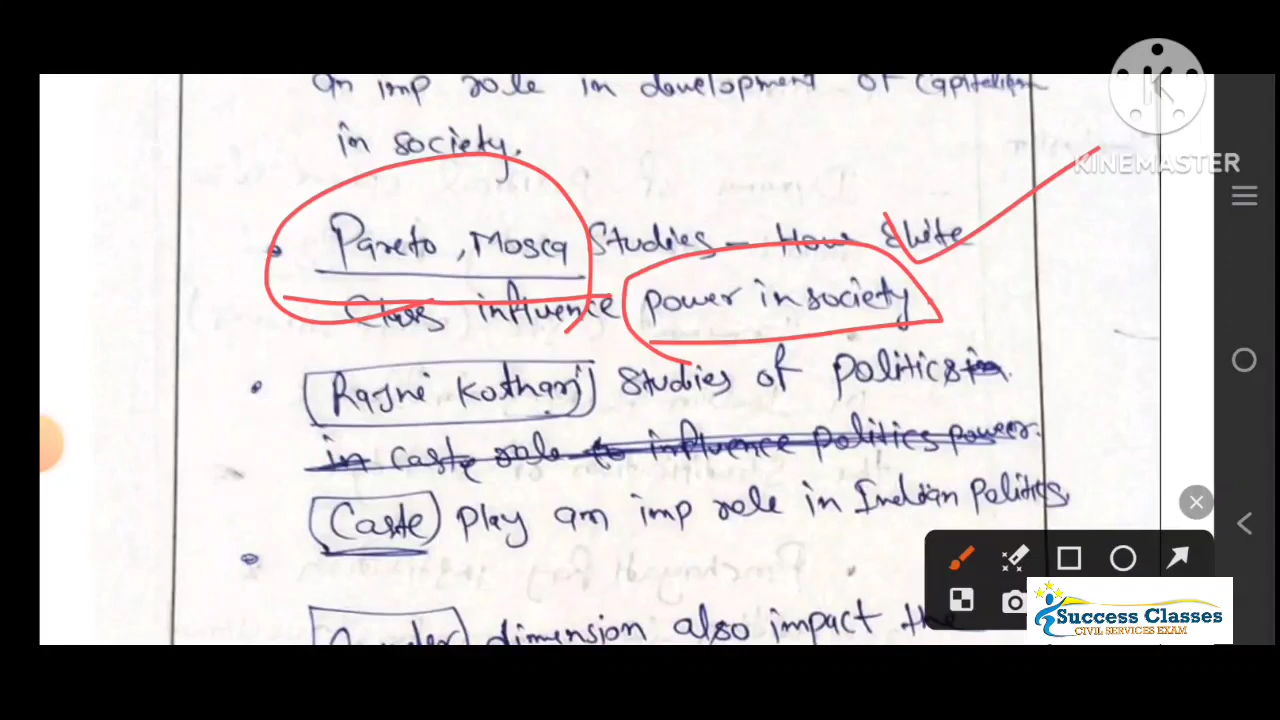 an imp role in development of Capitalism
in society.
KINEMASTER
• Pareto, Mosca Studies - How Elite
Class influence power in society
• Rajni Kothari studies of politics in
in caste role to influence politics power.
Caste play an imp role in Indian Politics,
dimension also impact the
Success Classes
CIVIL SERVICES EXAM